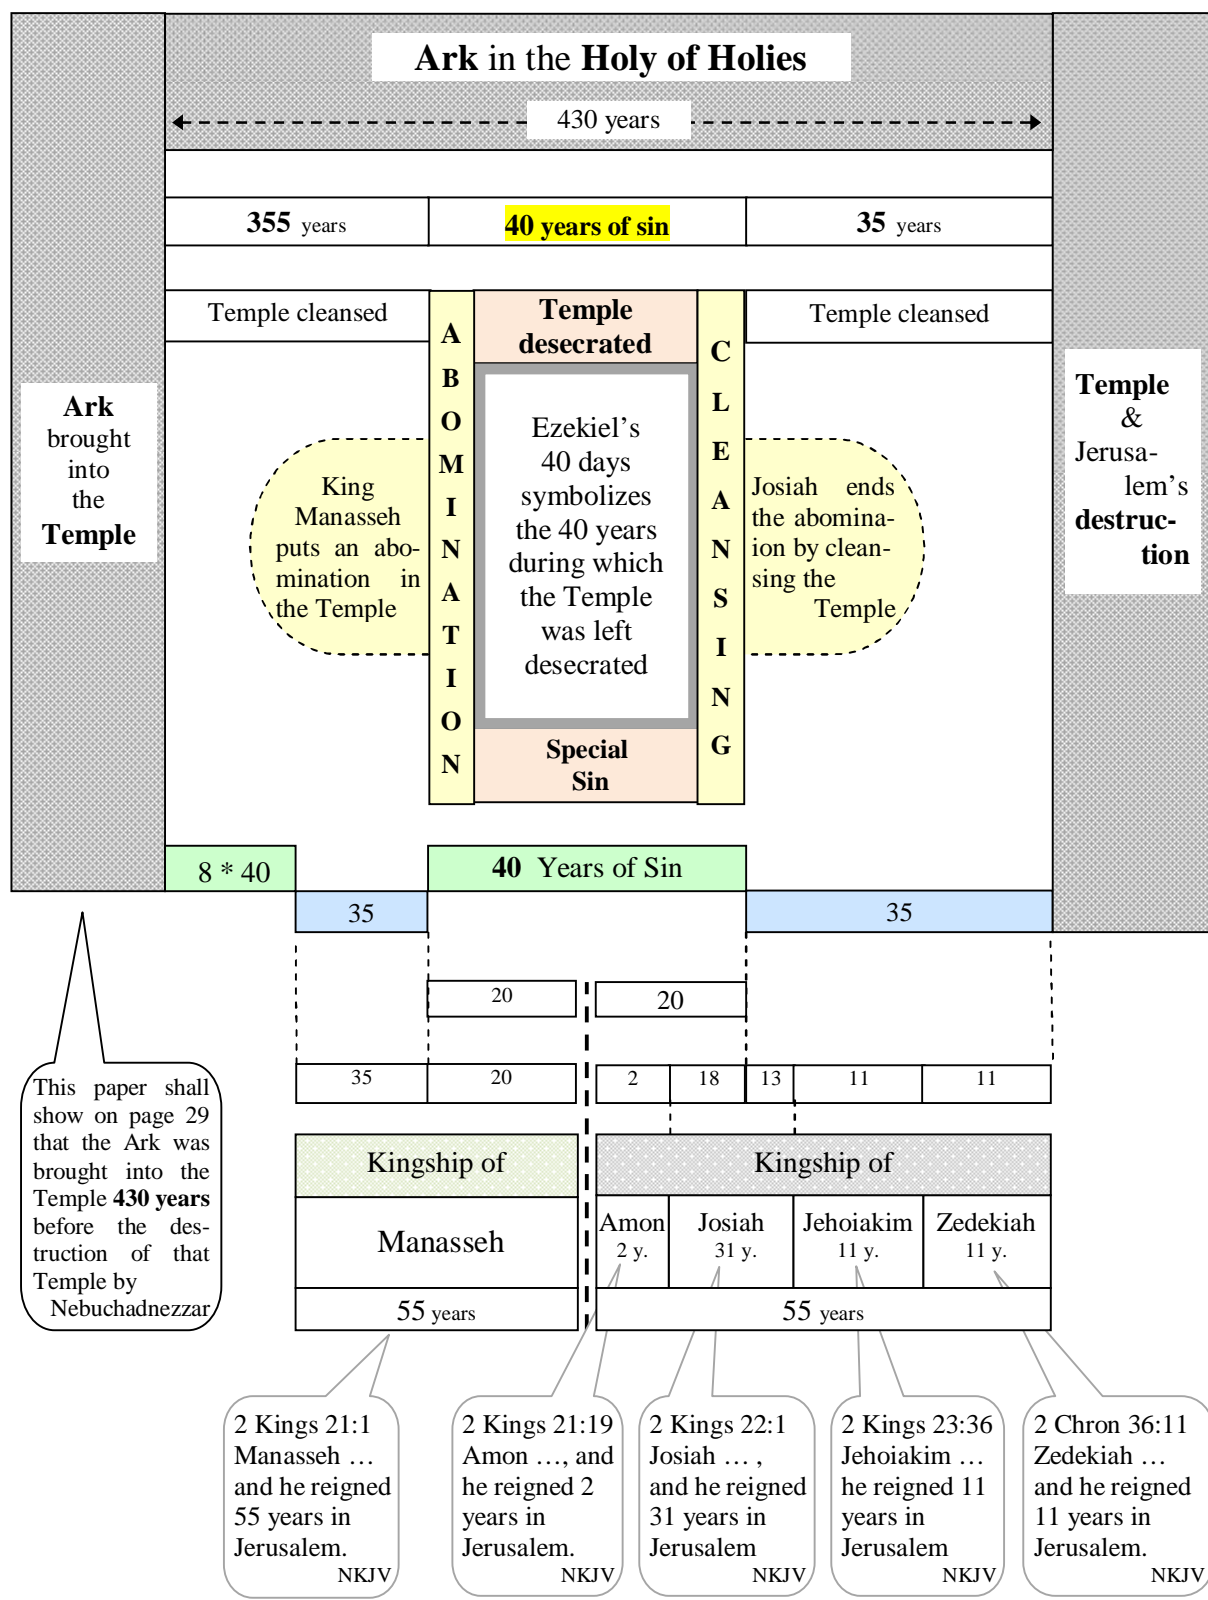 Ark in the Holy of Holies
430 years
355 years
40 years of sin
35 years
Temple cleansed
Temple
desecrated
Temple cleansed
A
B
O
M
I
N
A
T
I
O
N
C
L
E
A
N
S
I
N
G
Ark
brought
into
the
Temple
King
Manasseh
puts an abo-
mination in
the Temple
Ezekiel’s
40 days
symbolizes
the 40 years
during which
the Temple
was left
desecrated
Josiah ends
the abomina-
ion by clean-
sing the
Temple
Temple
&
Jerusa-
lem’s
destruc-
tion
Special
Sin
8 * 40
40 Years of Sin
35
35
20
20
35
20
2
18
13
11
11
This paper shall
show on page 29
that the Ark was
brought into the
Temple 430 years
before the des-
truction of that
Temple by
Nebuchadnezzar
Kingship of
Manasseh
55 years
Kingship of
Amon
2 y.
Josiah
31 y.
Jehoiakim
11 y.
Zedekiah
11 y.
55 years
2 Kings 21:1
Manasseh …
and he reigned
55 years in
Jerusalem.
NKJV
2 Kings 21:19
Amon …, and
he reigned 2
years in
Jerusalem.
NKJV
2 Kings 22:1
Josiah … ,
and he reigned
31 years in
Jerusalem
NKJV
2 Kings 23:36
Jehoiakim …
he reigned 11
years in
Jerusalem
NKJV
2 Chron 36:11
Zedekiah …
and he reigned
11 years in
Jerusalem.
NKJV